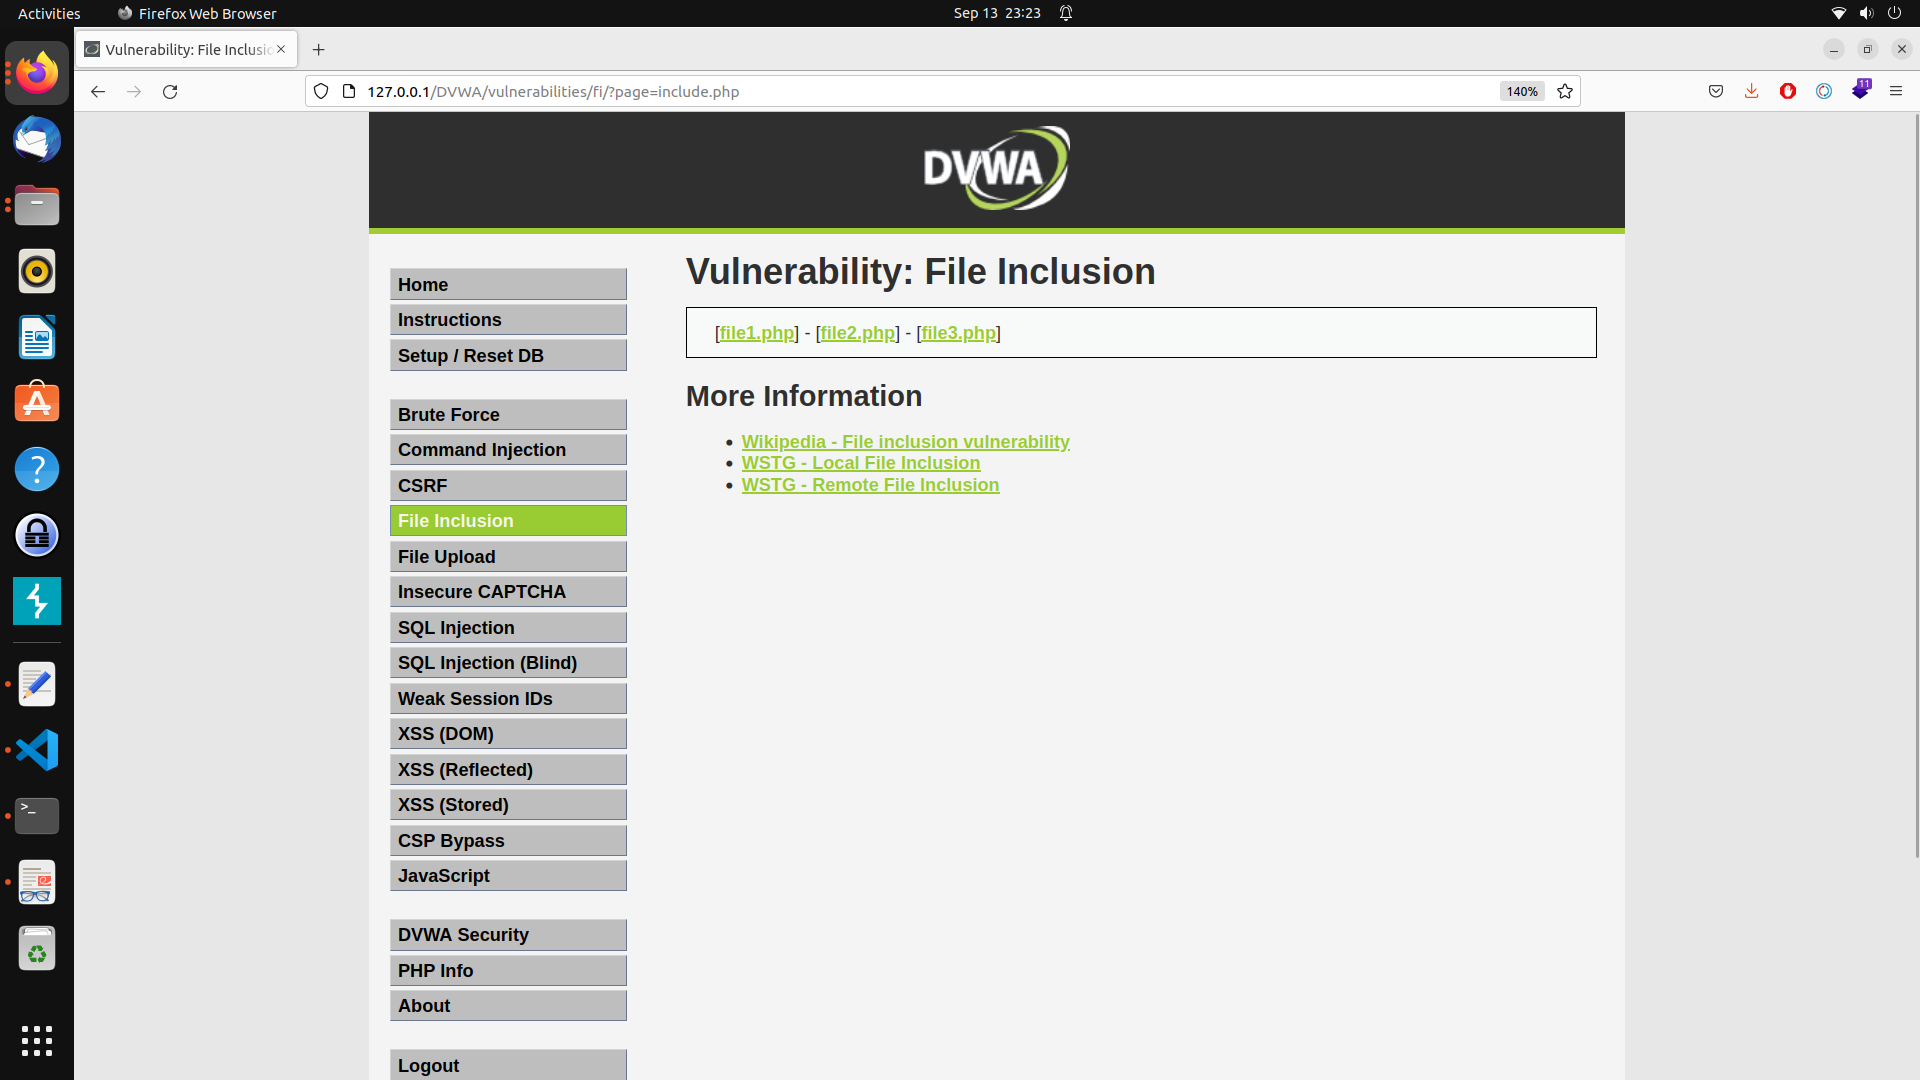 Activities
Firefox Web Browser
Sep 13 23:23
Vulnerability: File Inclusio
127.0.0.1/DVWA/vulnerabilities/fi/?page=include.php
140%
11
DVWA
Home
Instructions
Setup / Reset DB
Brute Force
Command Injection
CSRF
File Inclusion
File Upload
Insecure CAPTCHA
SQL Injection
SQL Injection (Blind)
Weak Session IDs
XSS (DOM)
XSS (Reflected)
XSS (Stored)
CSP Bypass
JavaScript
DVWA Security
PHP Info
About
Logout
Vulnerability: File Inclusion
[file1.php] - [file2.php] - [file3.php]
More Information
Wikipedia - File inclusion vulnerability
WSTG - Local File Inclusion
WSTG - Remote File Inclusion